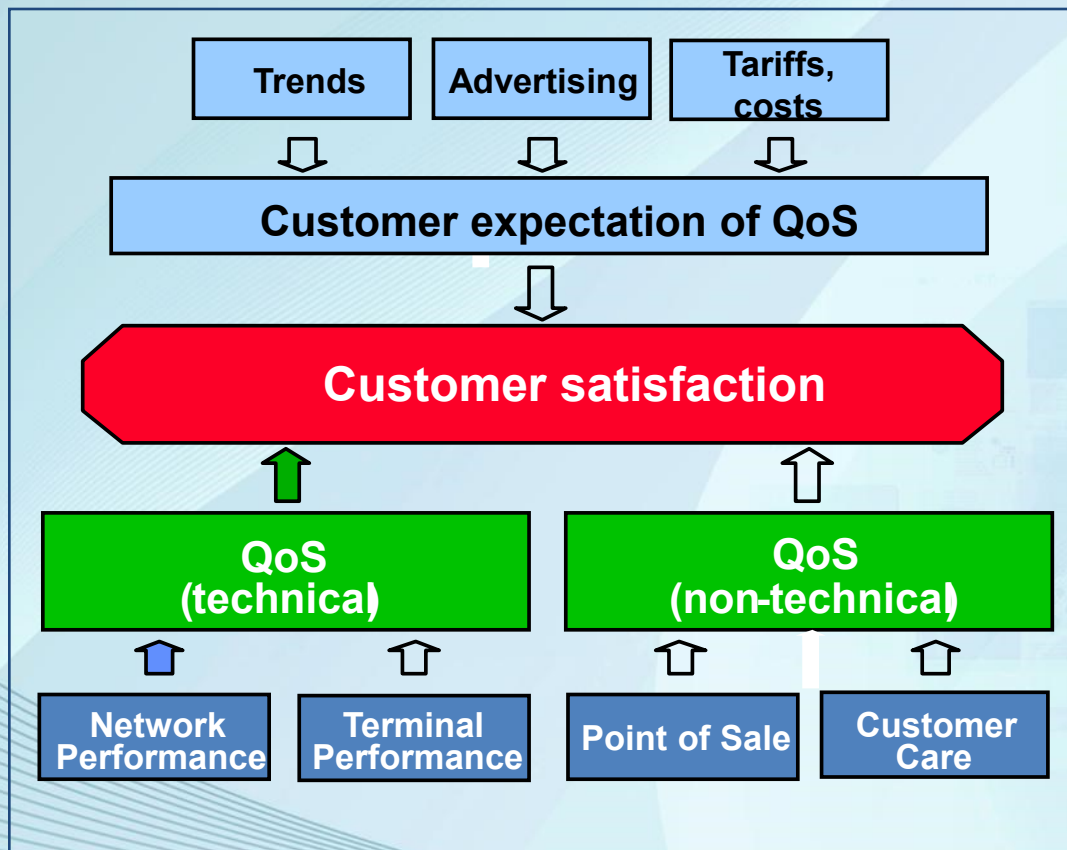 Trends
Advertising
Tariffs,
costs
Customer expectation of QoS
Customer satisfaction
QoS
(technical)
QoS
(non-technical)
Network
Performance
Terminal
Performance
Point of Sale
Customer
Care